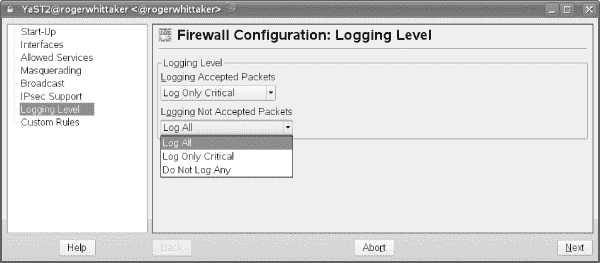 YaST2@rogerwhittaker <@rogerwhittaker>
Start-Up
Interfaces
Allowed Services
Masquerading
Broadcast
IPsec Support
Logging Level
Custom Rules
Firewall Configuration: Logging Level
Logging Level
Logging Accepted Packets
Log Only Critical
Logging Not Accepted Packets
Log All
Log All
Log Only Critical
Do Not Log Any
Help
Back
Abort
Next